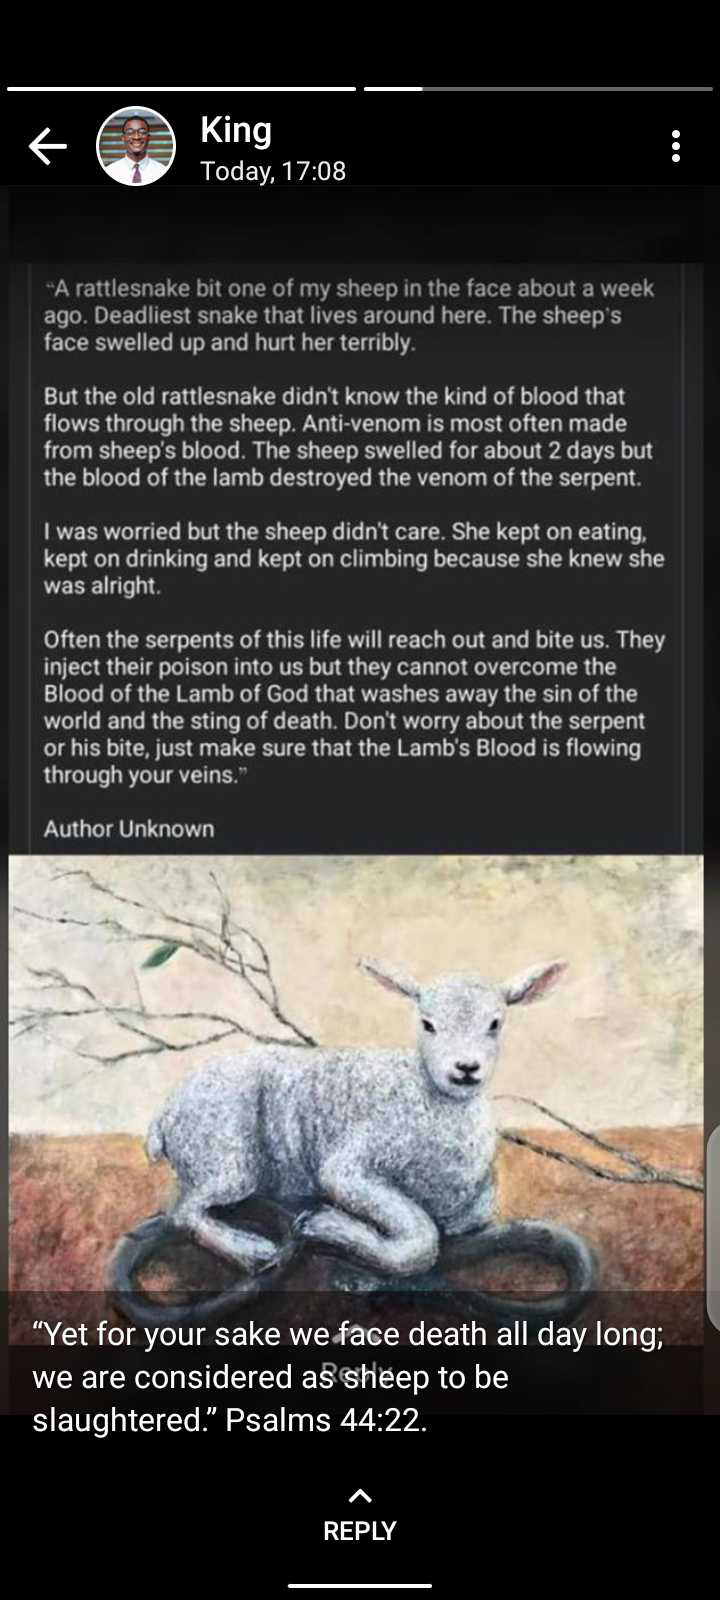 King
Today, 17:08
“A rattlesnake bit one of my sheep in the face about a week
ago. Deadliest snake that lives around here. The sheep's
face swelled up and hurt her terribly.
But the old rattlesnake didn't know the kind of blood that
flows through the sheep. Anti-venom is most often made
from sheep's blood. The sheep swelled for about 2 days but
the blood of the lamb destroyed the venom of the serpent.
I was worried but the sheep didn't care. She kept on eating,
kept on drinking and kept on climbing because she knew she
was alright.
Often the serpents of this life will reach out and bite us. They
inject their poison into us but they cannot overcome the
Blood of the Lamb of God that washes away the sin of the
world and the sting of death. Don't worry about the serpent
or his bite, just make sure that the Lamb's Blood is flowing
through your veins.”
Author Unknown
“Yet for your sake we face death all day long;
Reply
we are considered as sheep to be
slaughtered.” Psalms 44:22.
REPLY